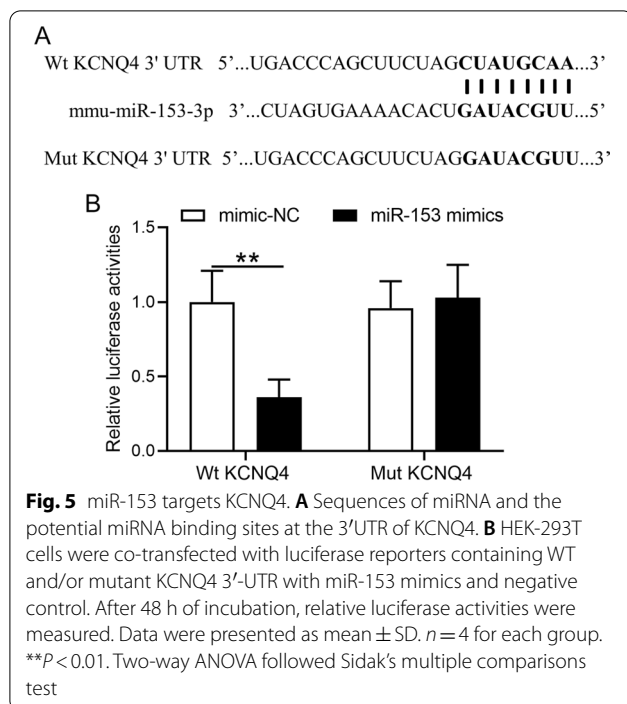 A
Wt KCNQ4 3' UTR 5’...UGACCCAGCUUCUAGCUAUGCAA...3’
mmu-miR-153-3p 3’...CUAGUGAAAACACUGAUACGUU...5’
Mut KCNQ4 3' UTR 5’...UGACCCAGCUUCUAGGAUACGUU...3’
B
mimic-NC miR-153 mimics
Relative luciferase activities
1.5
1.0
0.5
0.0
**
Wt KCNQ4 Mut KCNQ4
Fig. 5 miR-153 targets KCNQ4. A Sequences of miRNA and the
potential miRNA binding sites at the 3′UTR of KCNQ4. B HEK-293T
cells were co-transfected with luciferase reporters containing WT
and/or mutant KCNQ4 3′-UTR with miR-153 mimics and negative
control. After 48 h of incubation, relative luciferase activities were
measured. Data were presented as mean ± SD. n = 4 for each group.
**P < 0.01. Two-way ANOVA followed Sidak’s multiple comparisons
test